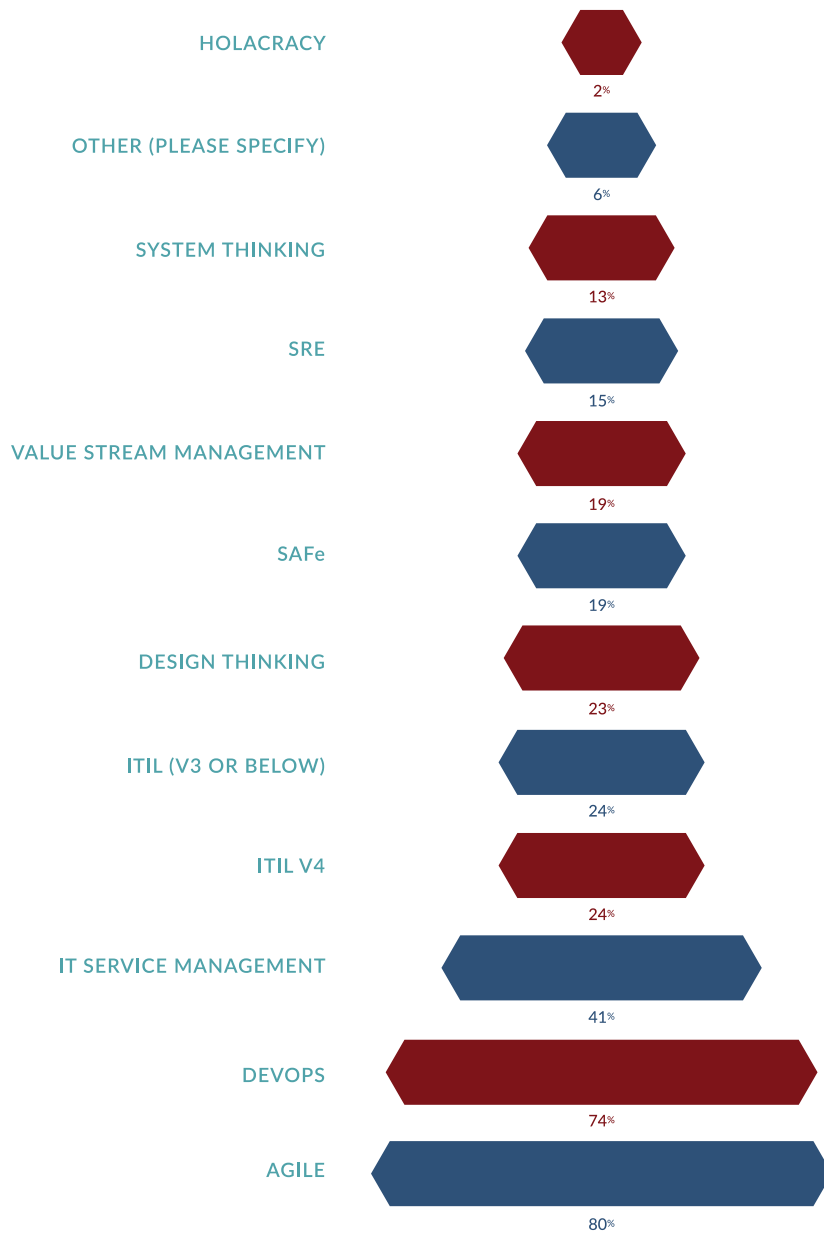 HOLACRACY
2%
OTHER (PLEASE SPECIFY)
6%
SYSTEM THINKING
13%
SRE
15%
VALUE STREAM MANAGEMENT
19%
SAFe
19%
DESIGN THINKING
23%
ITIL (V3 OR BELOW)
24%
ITIL V4
24%
IT SERVICE MANAGEMENT
41%
DEVOPS
74%
AGILE
80%